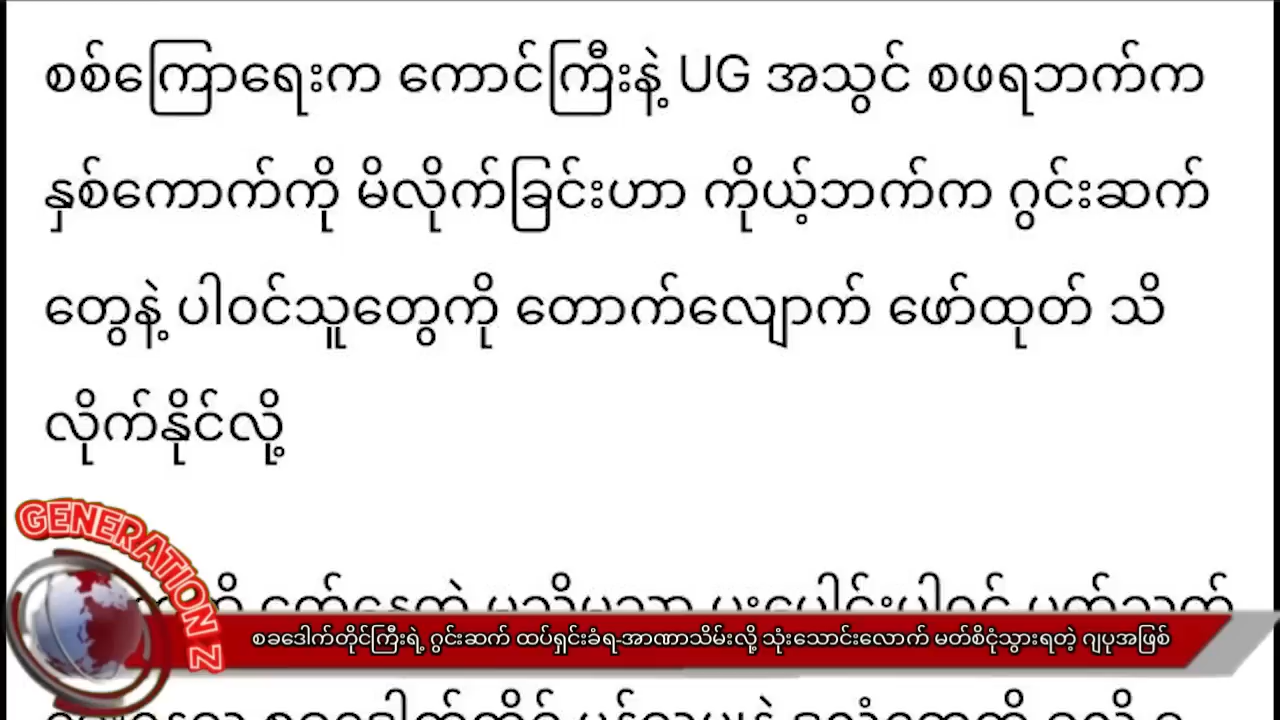 စစ်ကြောရေးက ကောင်ကြီးနဲ့ UG အသွင် စဖရဘက်က
နှစ်ကောက်ကို မိလိုက်ခြင်းဟာ ကိုယ့်ဘက်က ဂွင်းဆက်
တွေနဲ့ ပါဝင်သူတွေကို တောက်လျှောက် ဖော်ထုတ် သိ
လိုက်နိုင်လို့
GENERATION Z
စခဒေါက်တိုင်ကြီးရဲ့ ဂွင်းဆက် ထပ်ရှင်းခံရ-အာဏာသိမ်းလို့ သုံးသောင်းလောက် မတ်စိငုံသွားရတဲ့ ဂျပုအဖြစ်